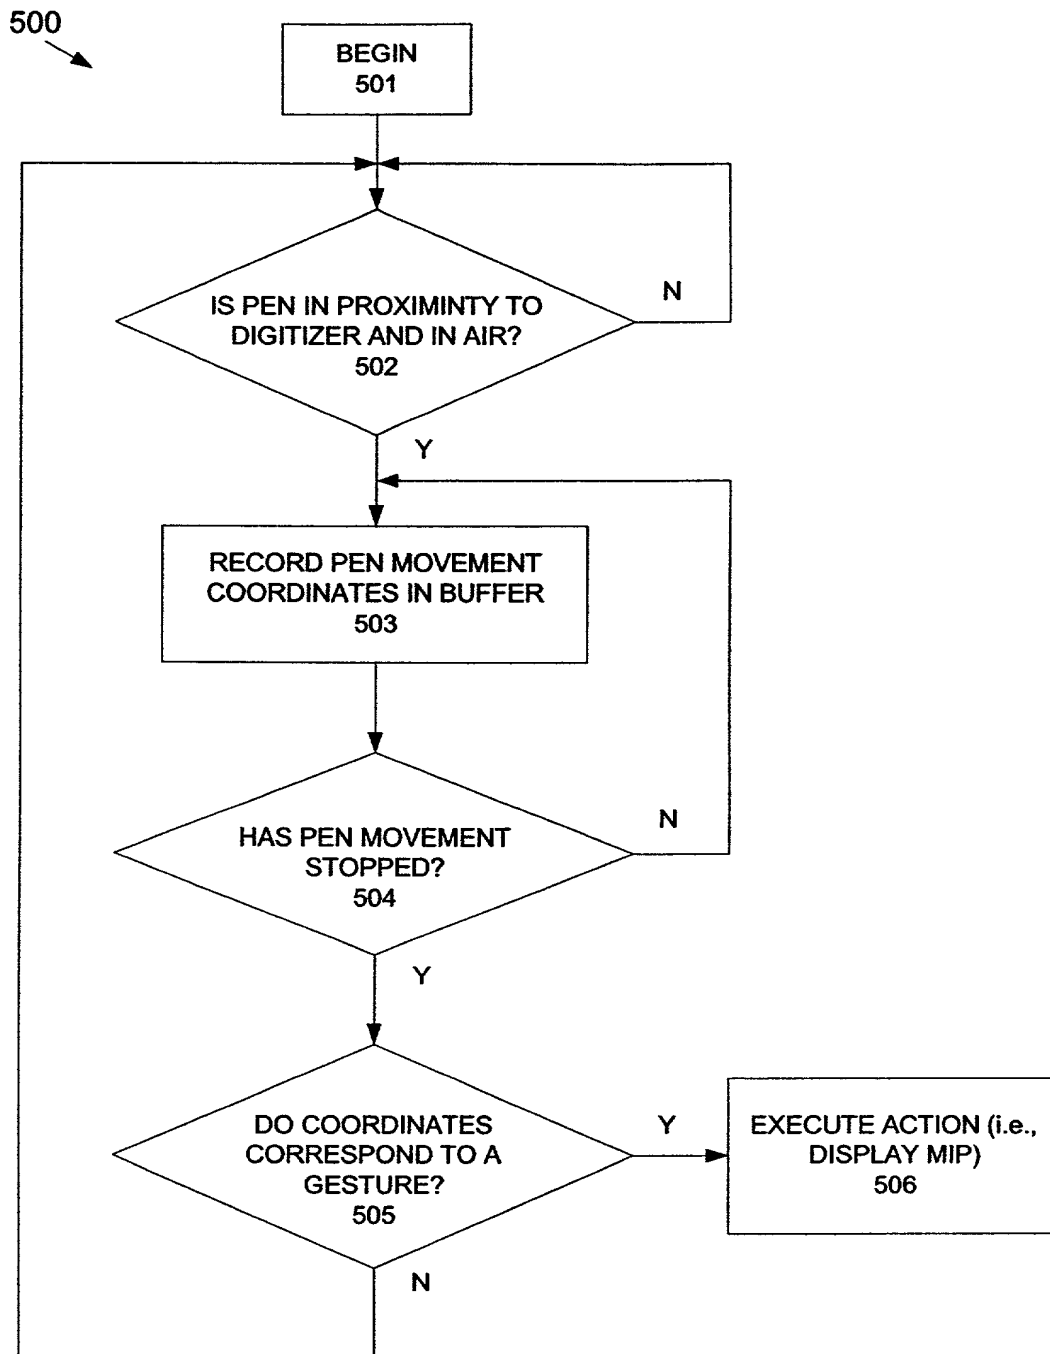 500
BEGIN
501
IS PEN IN PROXIMINTY TO
DIGITIZER AND IN AIR?
502
N
Y
RECORD PEN MOVEMENT
COORDINATES IN BUFFER
503
HAS PEN MOVEMENT
STOPPED?
504
N
Y
DO COORDINATES
CORRESPOND TO A
GESTURE?
505
Y
N
EXECUTE ACTION (i.e.,
DISPLAY MIP)
506